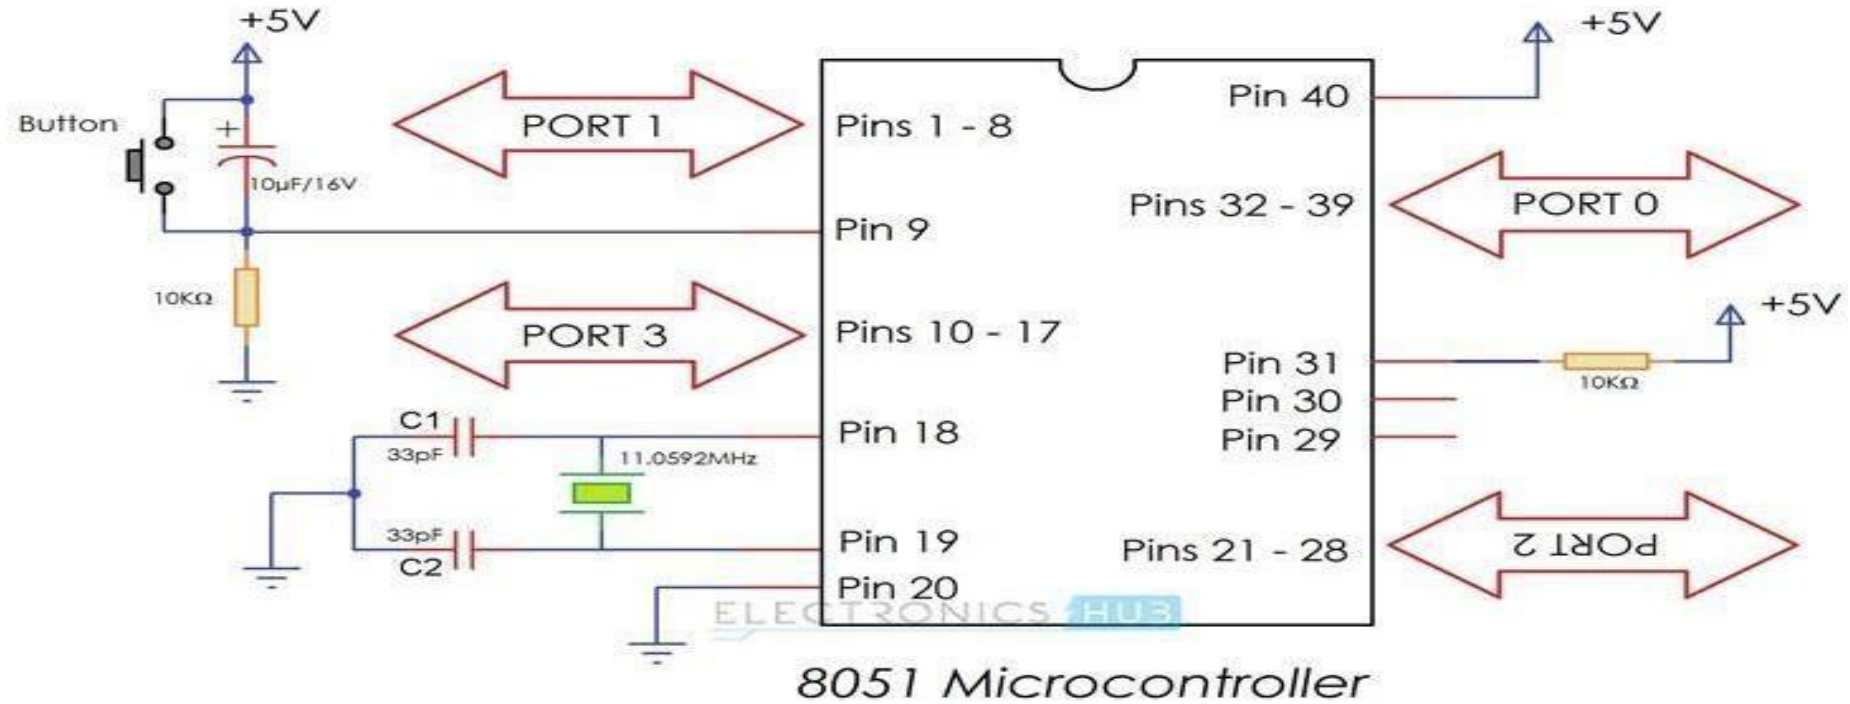 +5V
Button
+
10µF/16V
10KΩ
PORT 1
PORT 3
C1
33pF
11.0592MHz
33pF
C2
Pins 1 - 8
Pin 9
Pins 10 - 17
Pin 18
Pin 19
Pin 20
Pin 40
Pins 32 - 39
Pin 31
Pin 30
Pin 29
Pins 21 - 28
+5V
PORT 0
+5V
10KΩ
PORT 2
ELECTRONICS HUB
8051 Microcontroller